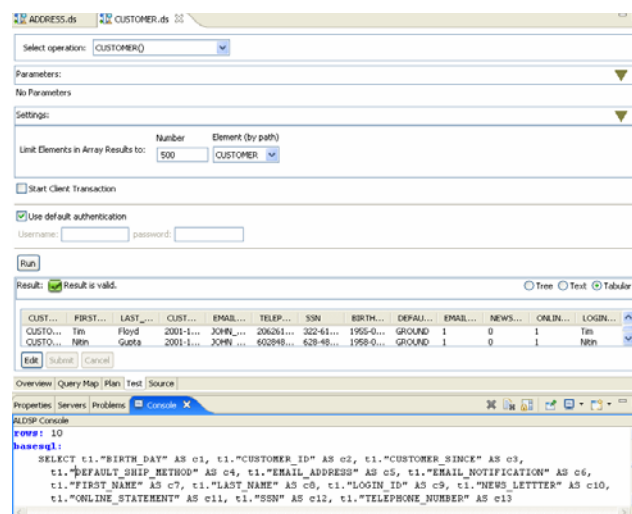 ADDRESS.ds CUSTOMER.ds
Select operation: CUSTOMER()
Parameters:
No Parameters
Settings:
Number Element (by path)
Limit Elements in Array Results to: 500 CUSTOMER
Start Client Transaction
Use default authentication
Username: password:
Run
Result: Result is valid. Tree Text Tabular
CUST... FIRST... LAST_... CUST... EMAIL... TELEP... SSN BIRTH... DEFAU... EMAIL... NEWS... ONLIN... LOGIN...
CUSTO... Tim Floyd 2001-1... JOHN_... 206261... 322-61... 1955-0... GROUND 1 0 1 Tim
CUSTO... Nitin Gupta 2001-1... JOHN_... 602848... 628-48... 1958-0... GROUND 1 0 1 Nitin
Edit Submit Cancel
Overview Query Map Plan Test Source
Properties Servers Problems Console
ALDSP Console
rows: 10
basesql:
SELECT t1."BIRTH_DAY" AS c1, t1."CUSTOMER_ID" AS c2, t1."CUSTOMER_SINCE" AS c3,
t1."DEFAULT_SHIP_METHOD" AS c4, t1."EMAIL_ADDRESS" AS c5, t1."EMAIL_NOTIFICATION" AS c6,
t1."FIRST_NAME" AS c7, t1."LAST_NAME" AS c8, t1."LOGIN_ID" AS c9, t1."NEWS_LETTTER" AS c10,
t1."ONLINE_STATEMENT" AS c11, t1."SSN" AS c12, t1."TELEPHONE_NUMBER" AS c13